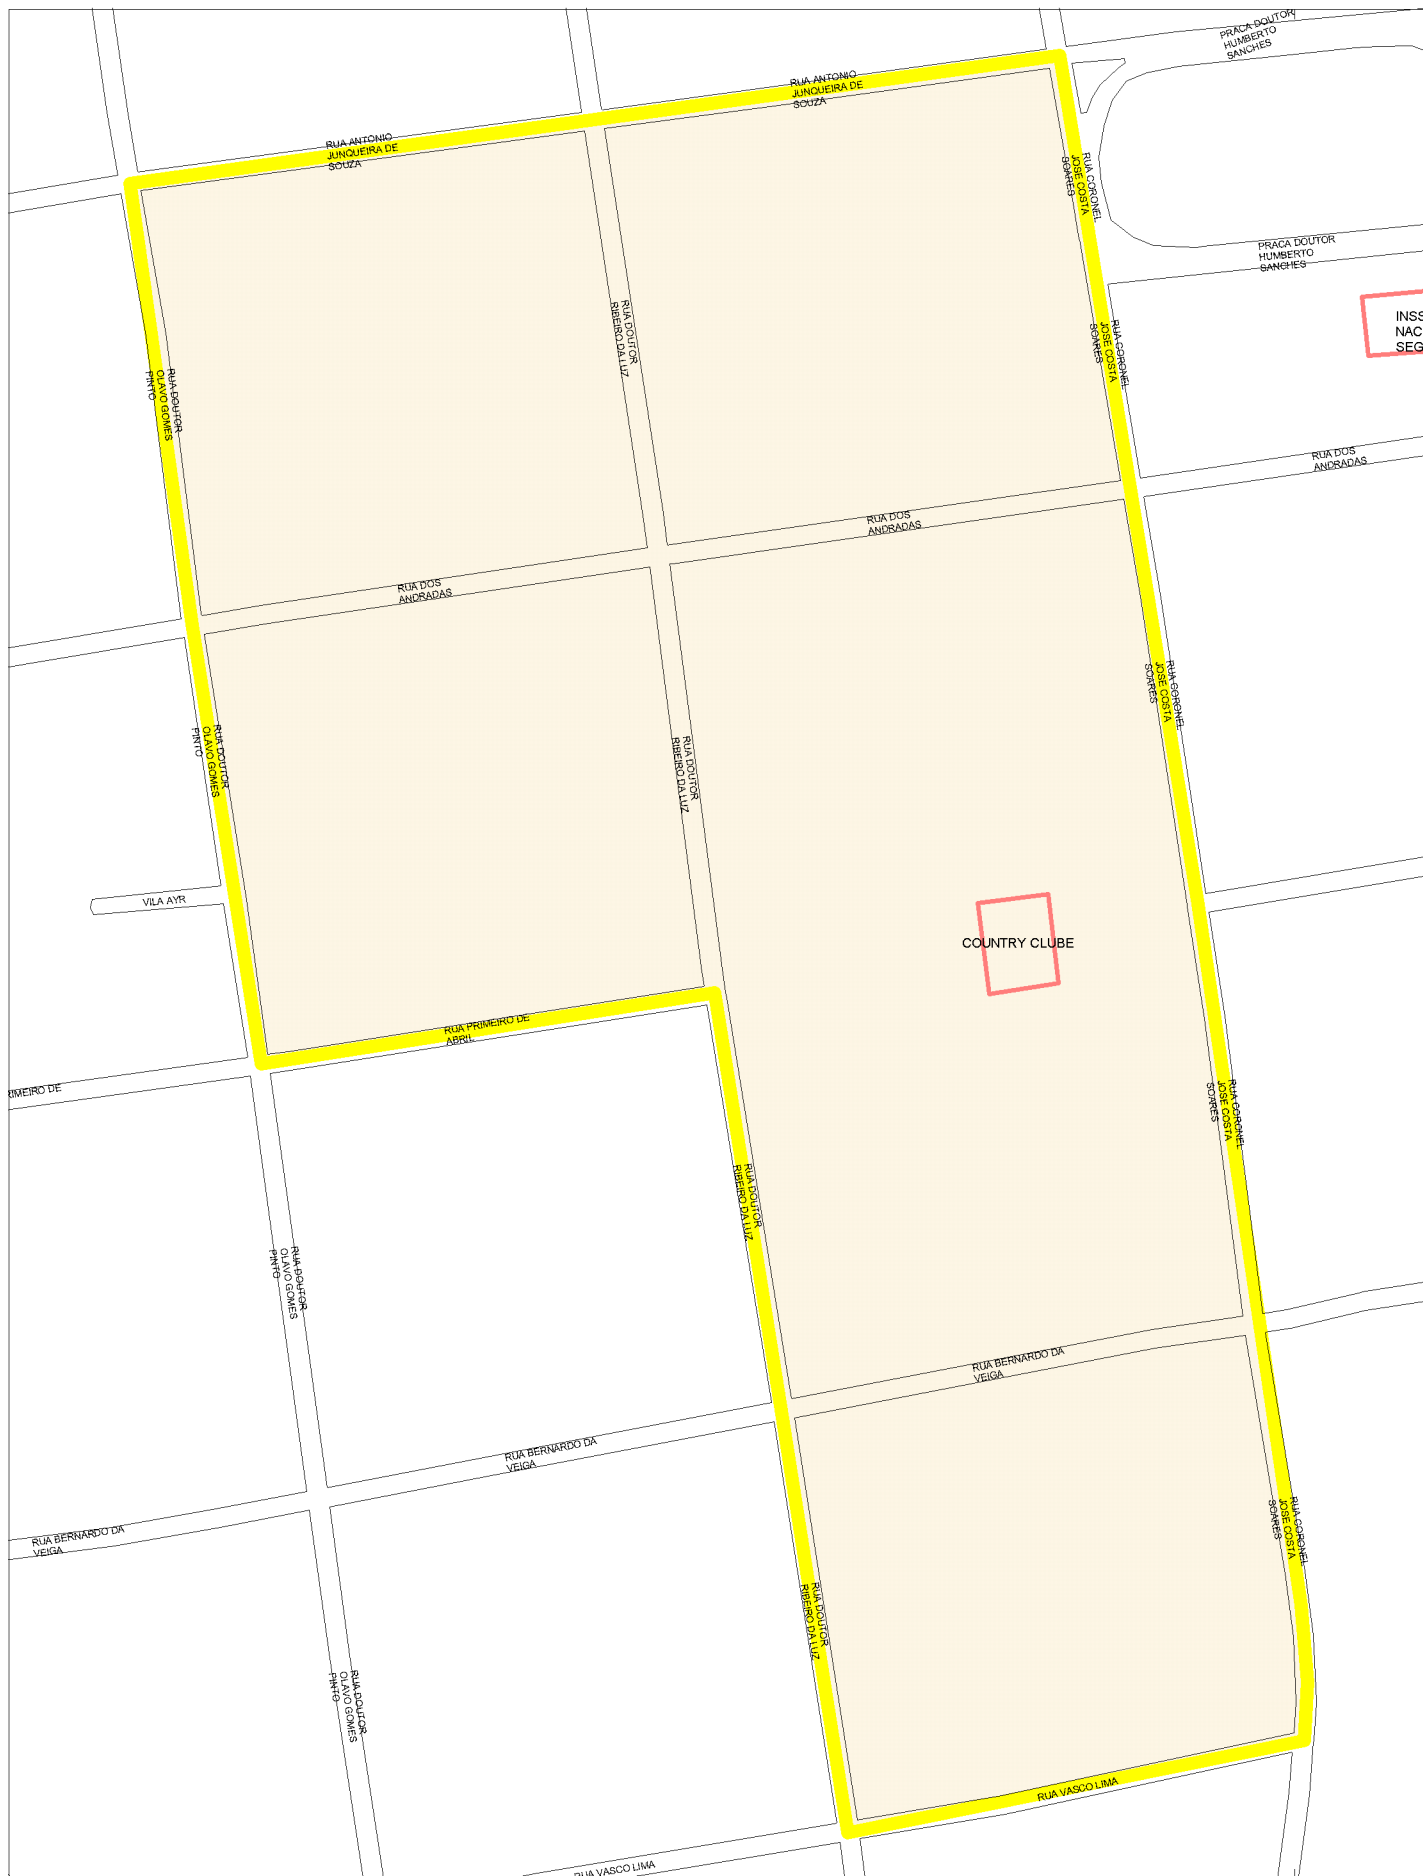 PRACA DOUTOR
HUMBERTO
SANCHES
RUA ANTONIO
JUNQUEIRA DE
SOUZA
RUA ANTONIO
JUNQUEIRA DE
SOUZA
RUA CORONEL
JOSE COSTA
SOARES
PRACA DOUTOR
HUMBERTO
SANCHES
RUA DOUTOR
RIBEIRO DA LUZ
INSS
NAC
SEG
RUA CORONEL
JOSE COSTA
SOARES
RUA DOUTOR
OLAVO GOMES
PINTO
RUA DOS
ANDRADAS
RUA DOS
ANDRADAS
RUA DOS
ANDRADAS
RUA CORONEL
JOSE COSTA
SOARES
RUA DOUTOR
OLAVO GOMES
PINTO
RUA DOUTOR
RIBEIRO DA LUZ
VILA AYR
COUNTRY CLUBE
RUA PRIMEIRO DE
ABRIL
RIMEIRO DE
RUA CORONEL
JOSE COSTA
SOARES
RUA DOUTOR
RIBEIRO DA LUZ
RUA DOUTOR
OLAVO GOMES
PINTO
RUA BERNARDO DA
VEIGA
RUA BERNARDO DA
VEIGA
RUA BERNARDO DA
VEIGA
RUA CORONEL
JOSE COSTA
SOARES
RUA DOUTOR
RIBEIRO DA LUZ
RUA DOUTOR
OLAVO GOMES
PINTO
RUA VASCO LIMA
RUA VASCO LIMA